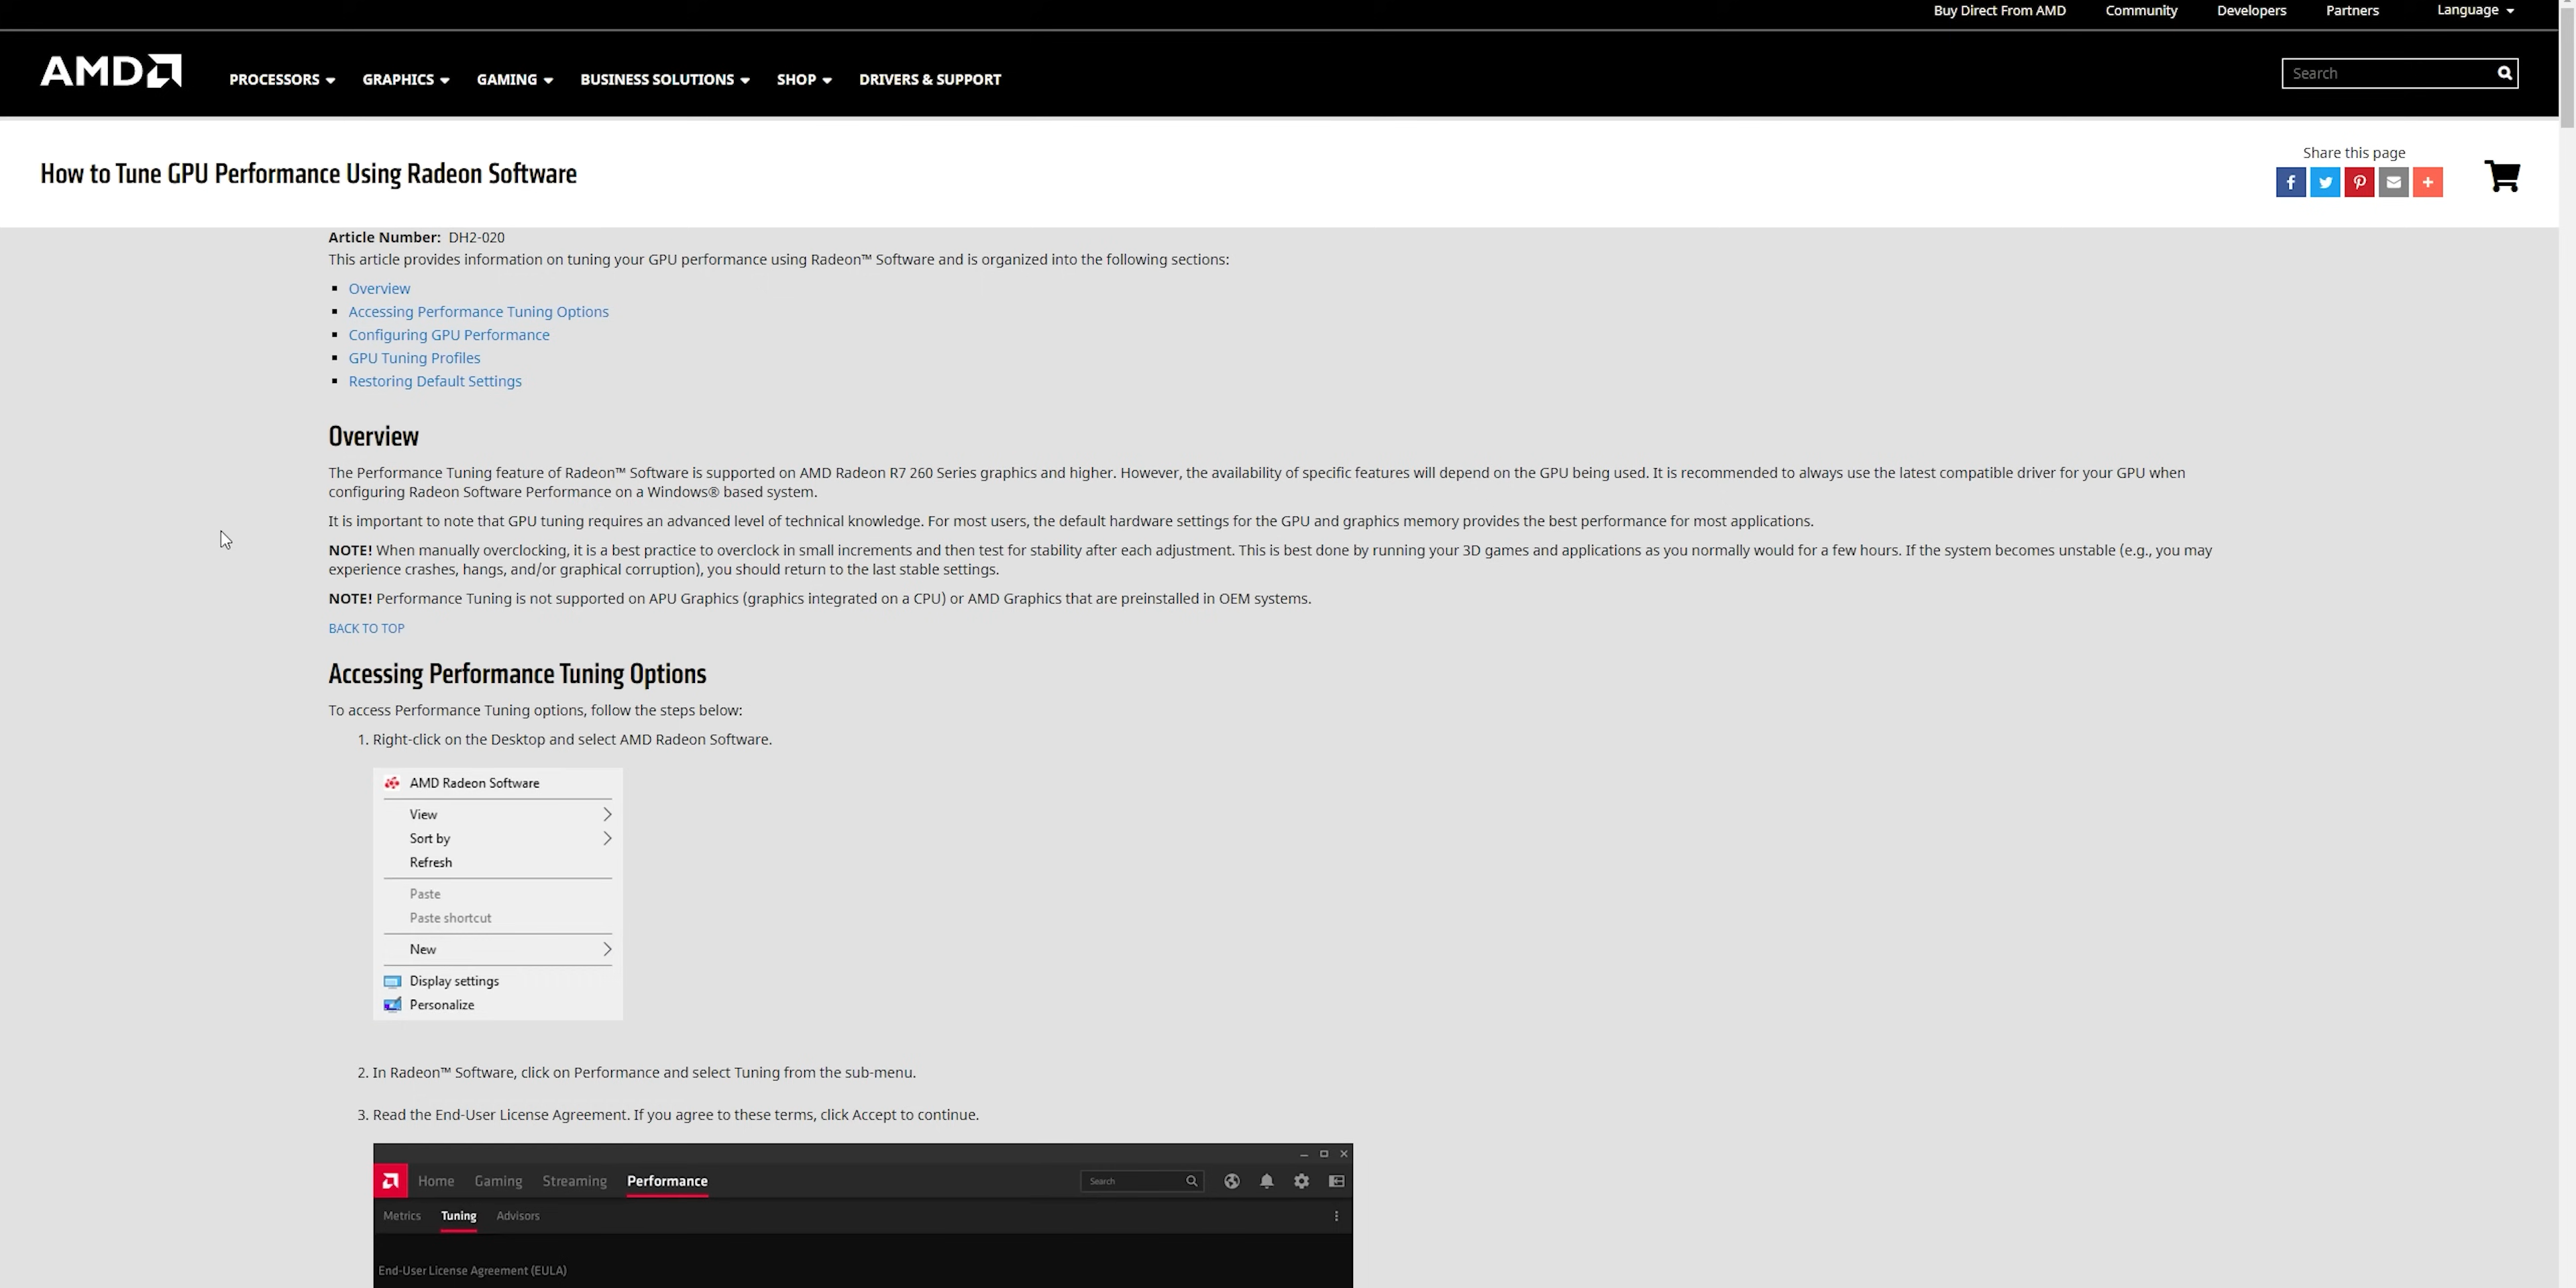 Buy Direct From AMD Community Developers Partners Language
AMD PROCESSORS GRAPHICS GAMING BUSINESS SOLUTIONS SHOP DRIVERS & SUPPORT Search
How to Tune GPU Performance Using Radeon Software
Share this page
Article Number: DH2-020
This article provides information on tuning your GPU performance using Radeon™ Software and is organized into the following sections:
Overview
Accessing Performance Tuning Options
Configuring GPU Performance
GPU Tuning Profiles
Restoring Default Settings
Overview
The Performance Tuning feature of Radeon™ Software is supported on AMD Radeon R7 260 Series graphics and higher. However, the availability of specific features will depend on the GPU being used. It is recommended to always use the latest compatible driver for your GPU when
configuring Radeon Software Performance on a Windows® based system.
It is important to note that GPU tuning requires an advanced level of technical knowledge. For most users, the default hardware settings for the GPU and graphics memory provides the best performance for most applications.
NOTE! When manually overclocking, it is a best practice to overclock in small increments and then test for stability after each adjustment. This is best done by running your 3D games and applications as you normally would for a few hours. If the system becomes unstable (e.g., you may
experience crashes, hangs, and/or graphical corruption), you should return to the last stable settings.
NOTE! Performance Tuning is not supported on APU Graphics (graphics integrated on a CPU) or AMD Graphics that are preinstalled in OEM systems.
BACK TO TOP
Accessing Performance Tuning Options
To access Performance Tuning options, follow the steps below:
1. Right-click on the Desktop and select AMD Radeon Software.
AMD Radeon Software
View
Sort by
Refresh
Paste
Paste shortcut
New
Display settings
Personalize
2. In Radeon™ Software, click on Performance and select Tuning from the sub-menu.
3. Read the End-User License Agreement. If you agree to these terms, click Accept to continue.
Home Gaming Streaming Performance Search
Metrics Tuning Advisors
End-User License Agreement (EULA)